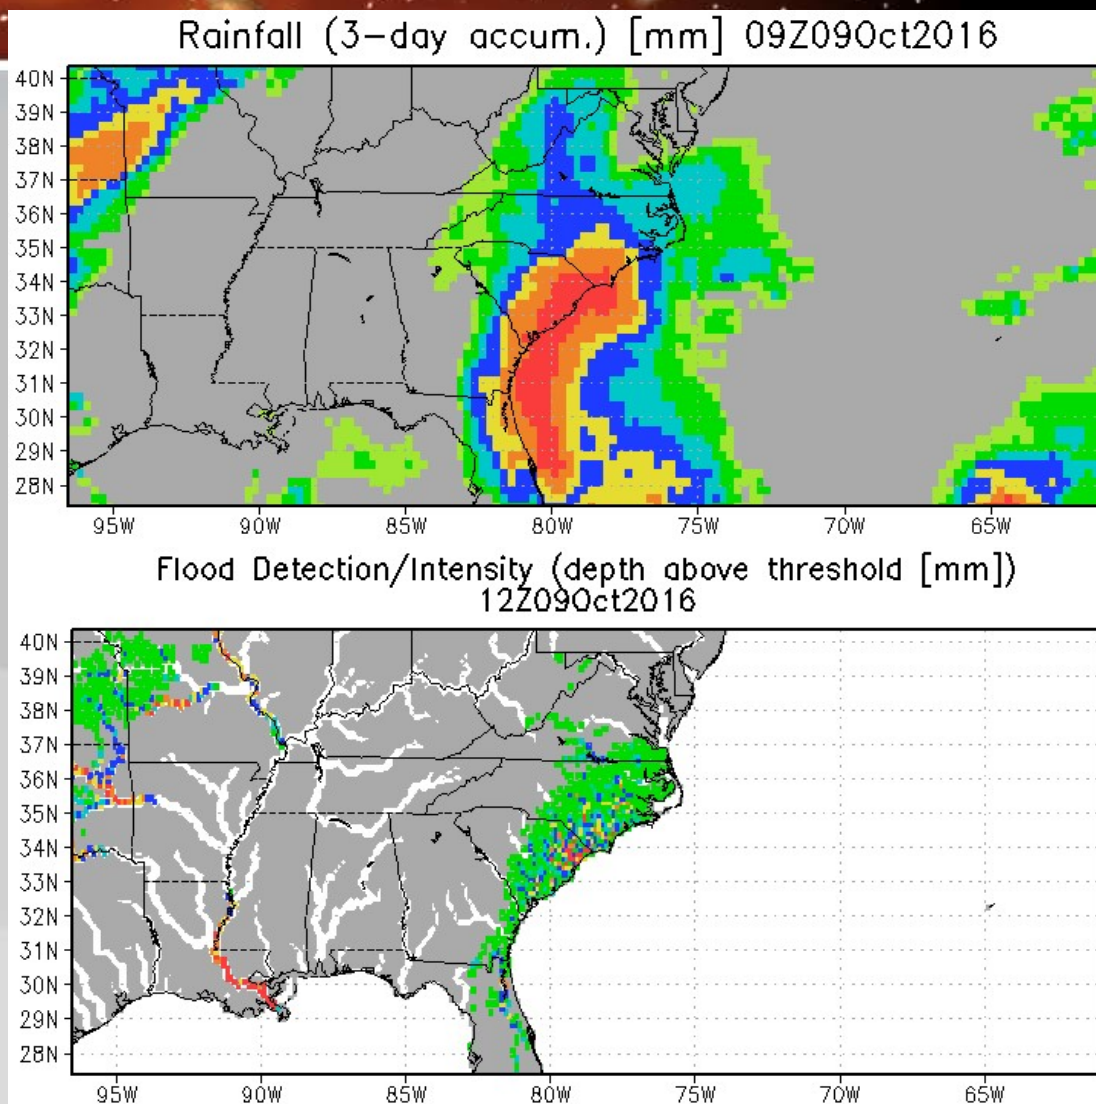 Rainfall (3-day accum.) [mm] 09Z09Oct2016
40N
39N
38N
37N
36N
35N
34N
33N
32N
31N
30N
29N
28N
95W 90W 85W 80W 75W 70W 65W
Flood Detection/Intensity (depth above threshold [mm])
12Z09Oct2016
40N
39N
38N
37N
36N
35N
34N
33N
32N
31N
30N
29N
28N
95W 90W 85W 80W 75W 70W 65W